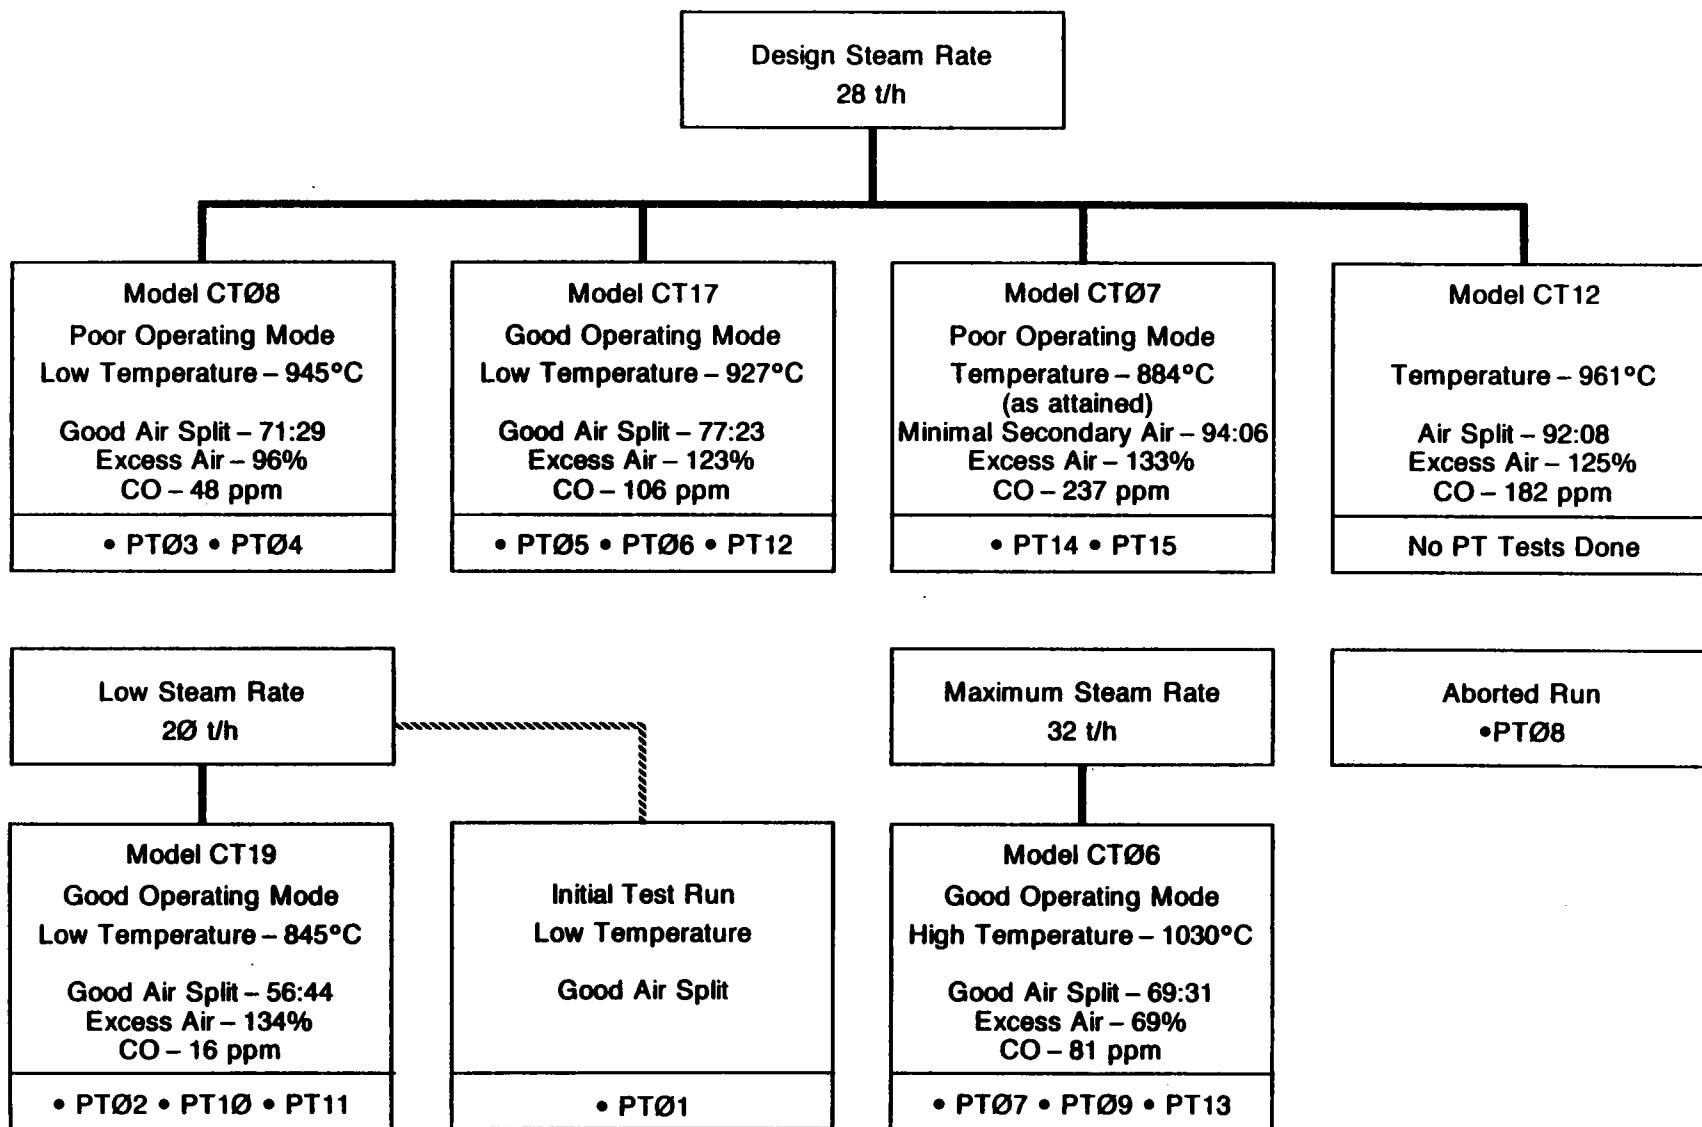 Design Steam Rate
28 t/h
Model CTØ8
Poor Operating Mode
Low Temperature – 945°C
Good Air Split – 71:29
Excess Air – 96%
CO – 48 ppm
• PTØ3 • PTØ4
Model CT17
Good Operating Mode
Low Temperature – 927°C
Good Air Split – 77:23
Excess Air – 123%
CO – 106 ppm
• PTØ5 • PTØ6 • PT12
Model CTØ7
Poor Operating Mode
Temperature – 884°C
(as attained)
Minimal Secondary Air – 94:06
Excess Air – 133%
CO – 237 ppm
• PT14 • PT15
Model CT12
Temperature – 961°C
Air Split – 92:08
Excess Air – 125%
CO – 182 ppm
No PT Tests Done
Low Steam Rate
2Ø t/h
Maximum Steam Rate
32 t/h
Aborted Run
•PTØ8
Model CT19
Good Operating Mode
Low Temperature – 845°C
Good Air Split – 56:44
Excess Air – 134%
CO – 16 ppm
• PTØ2 • PT1Ø • PT11
Initial Test Run
Low Temperature
Good Air Split
• PTØ1
Model CTØ6
Good Operating Mode
High Temperature – 1030°C
Good Air Split – 69:31
Excess Air – 69%
CO – 81 ppm
• PTØ7 • PTØ9 • PT13